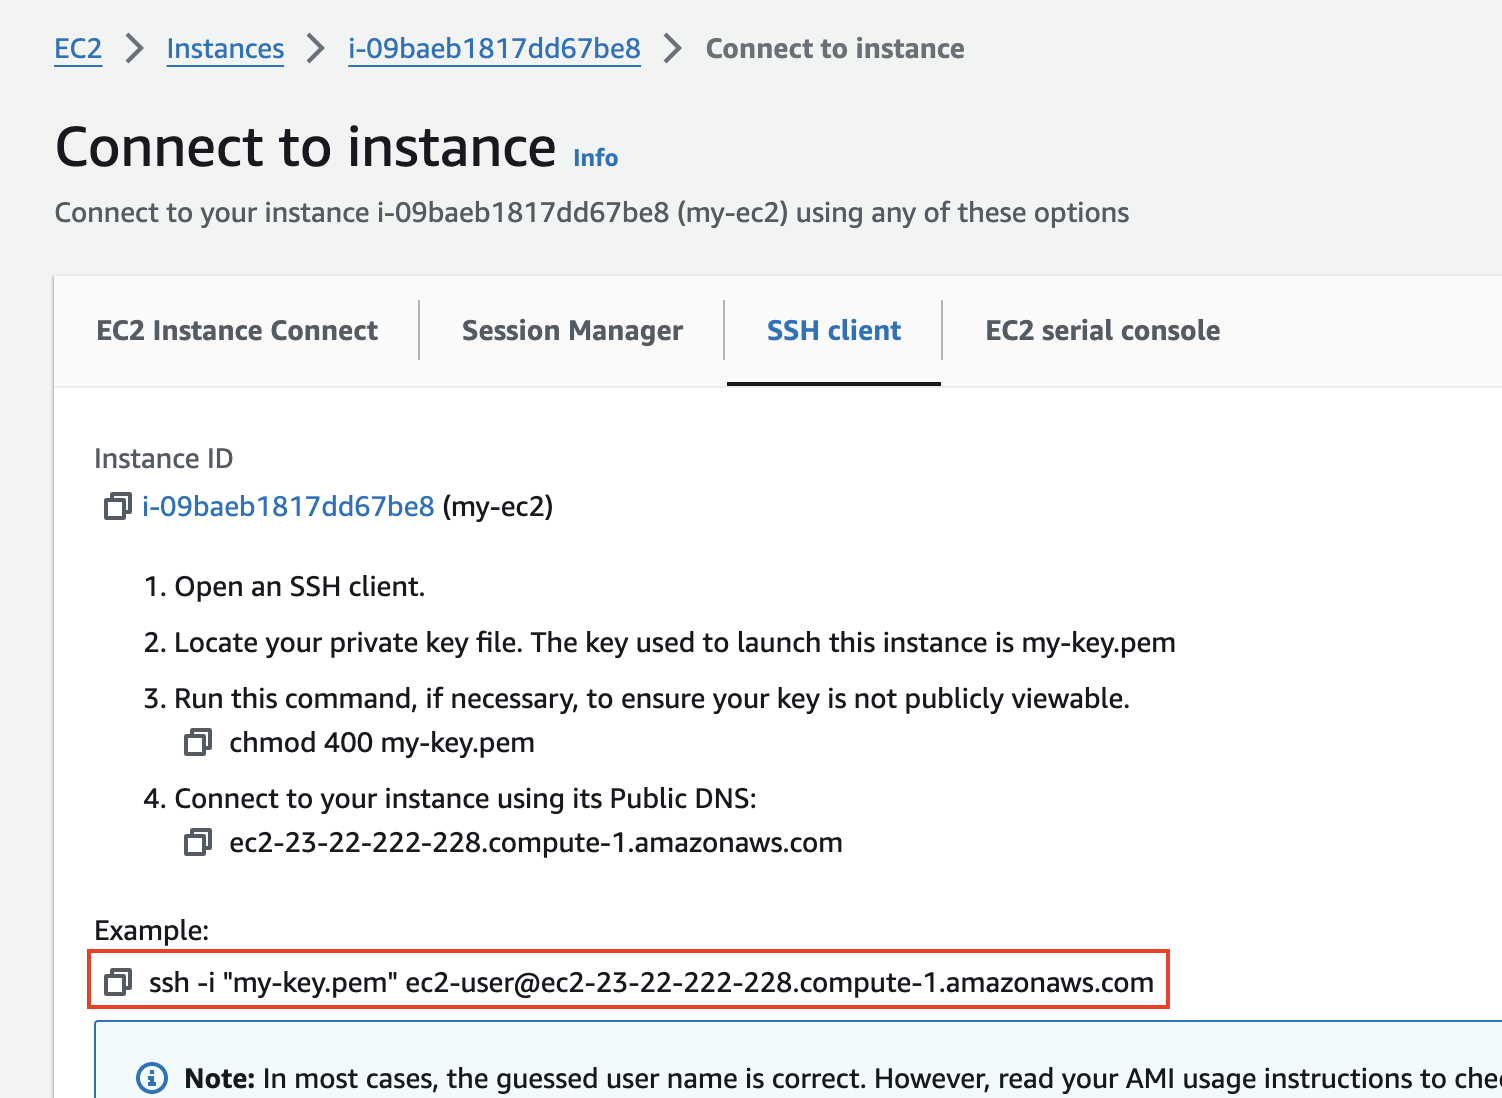 EC2 > Instances > i-09baeb1817dd67be8 > Connect to instance
Connect to instance Info
Connect to your instance i-09baeb1817dd67be8 (my-ec2) using any of these options
EC2 Instance Connect Session Manager SSH client EC2 serial console
Instance ID
i-09baeb1817dd67be8 (my-ec2)
1. Open an SSH client.
2. Locate your private key file. The key used to launch this instance is my-key.pem
3. Run this command, if necessary, to ensure your key is not publicly viewable.
chmod 400 my-key.pem
4. Connect to your instance using its Public DNS:
ec2-23-22-222-228.compute-1.amazonaws.com
Example:
ssh -i "my-key.pem" ec2-user@ec2-23-22-222-228.compute-1.amazonaws.com
Note: In most cases, the guessed user name is correct. However, read your AMI usage instructions to